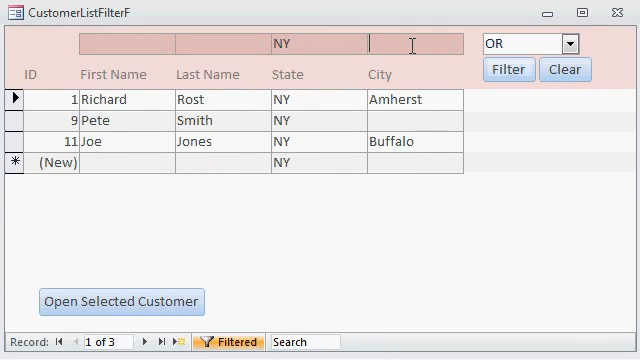 CustomerListFilterF
NY OR
ID First Name Last Name State City Filter Clear
1 Richard Rost NY Amherst
9 Pete Smith NY
11 Joe Jones NY Buffalo
(New) NY
Open Selected Customer
Record: 1 of 3 Filtered Search